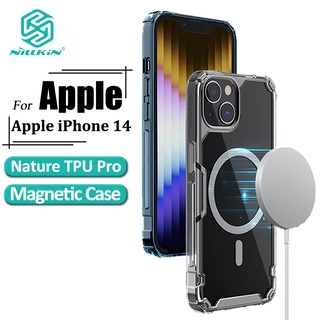 NILLKIN
For Apple
Apple iPhone 14
Nature TPU Pro
Magnetic Case